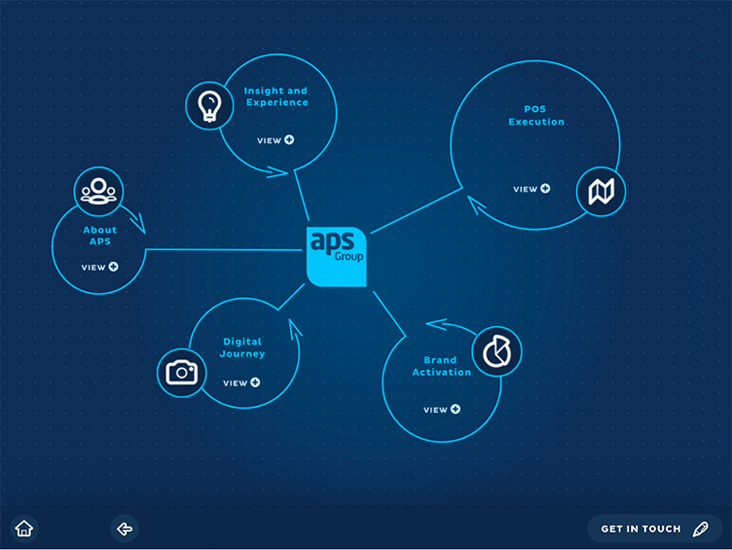 Insight and
Experience
VIEW
POS
Execution
VIEW
About
APS
VIEW
aps
Group
Digital
Journey
VIEW
Brand
Activation
VIEW
GET IN TOUCH